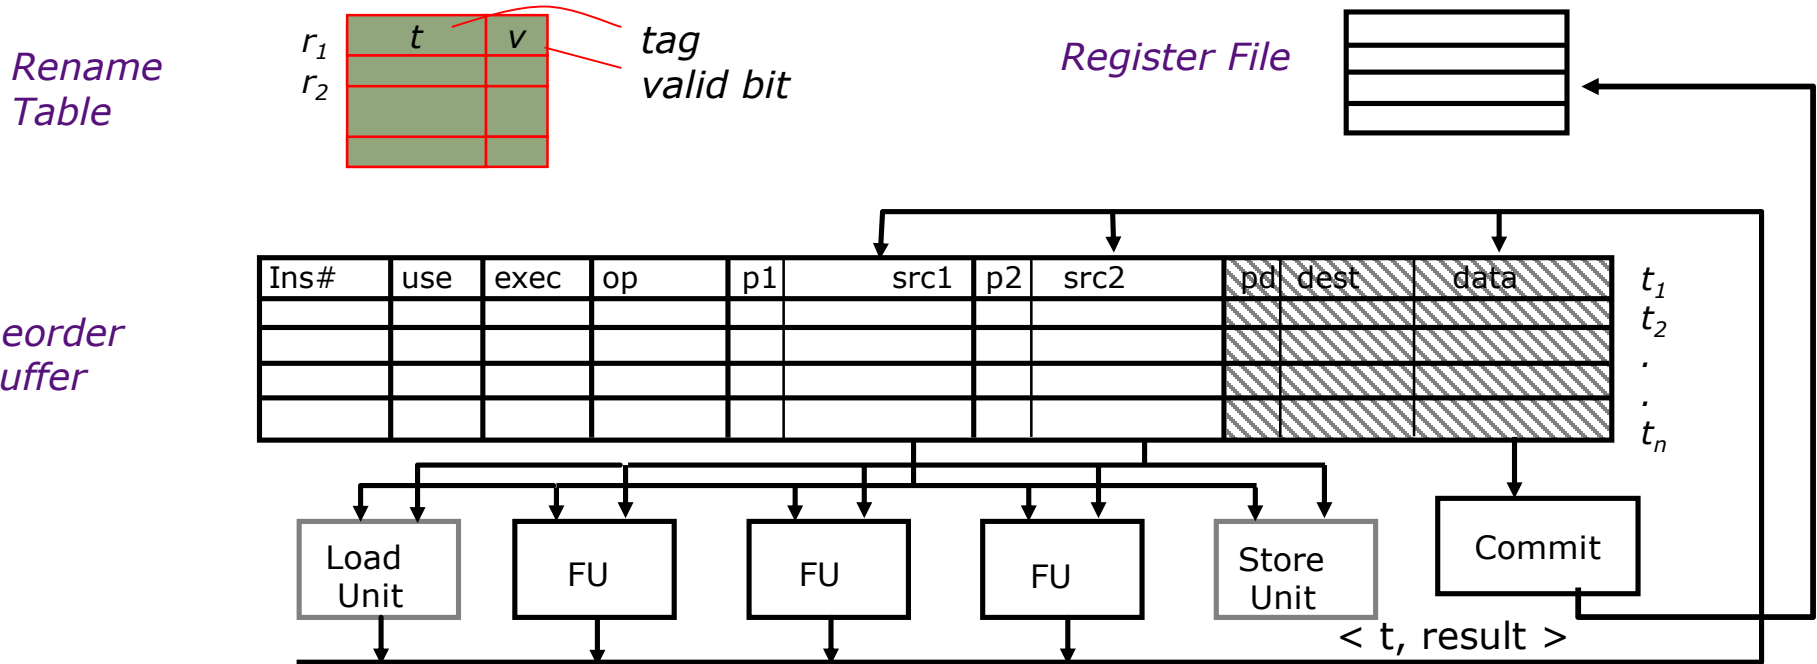 Rename
Table
r1
r2
t
v
tag
valid bit
Register File
eorder
uffer
Ins# use exec op p1 src1 p2 src2 pd dest data
t1
t2
.
.
tn
Load
Unit
FU
FU
FU
Store
Unit
Commit
< t, result >